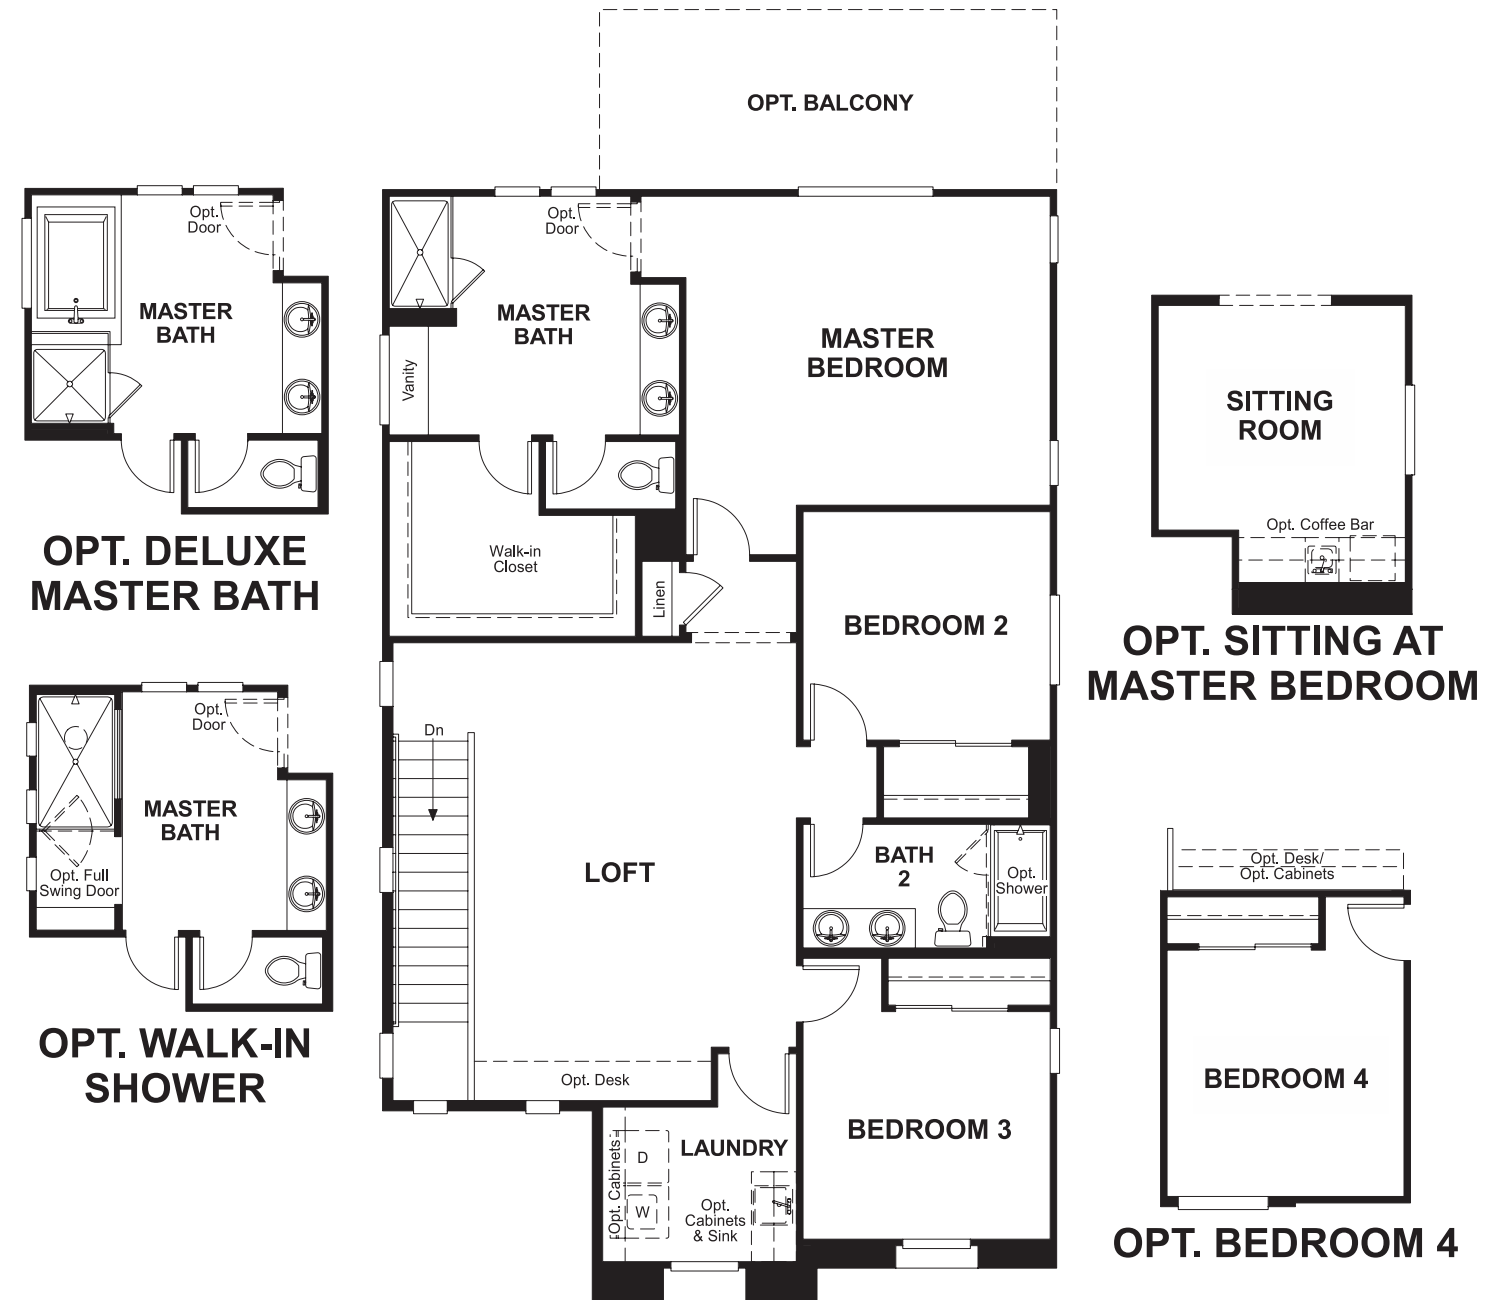 OPT. BALCONY
Opt.
Door
MASTER
BATH
OPT. DELUXE
MASTER BATH
Opt.
Door
MASTER
BATH
Vanity
MASTER
BEDROOM
Walk-in
Closet
Linen
SITTING
ROOM
Opt. Coffee Bar
OPT. SITTING AT
MASTER BEDROOM
BEDROOM 2
Opt.
Door
MASTER
BATH
Opt. Full
Swing Door
OPT. WALK-IN
SHOWER
Dn
LOFT
BATH
2
Opt.
Shower
Opt. Desk
Opt. Desk/
Opt. Cabinets
BEDROOM 4
OPT. BEDROOM 4
BEDROOM 3
LAUNDRY
Opt. Cabinets
D
W
Opt.
Cabinets
& Sink